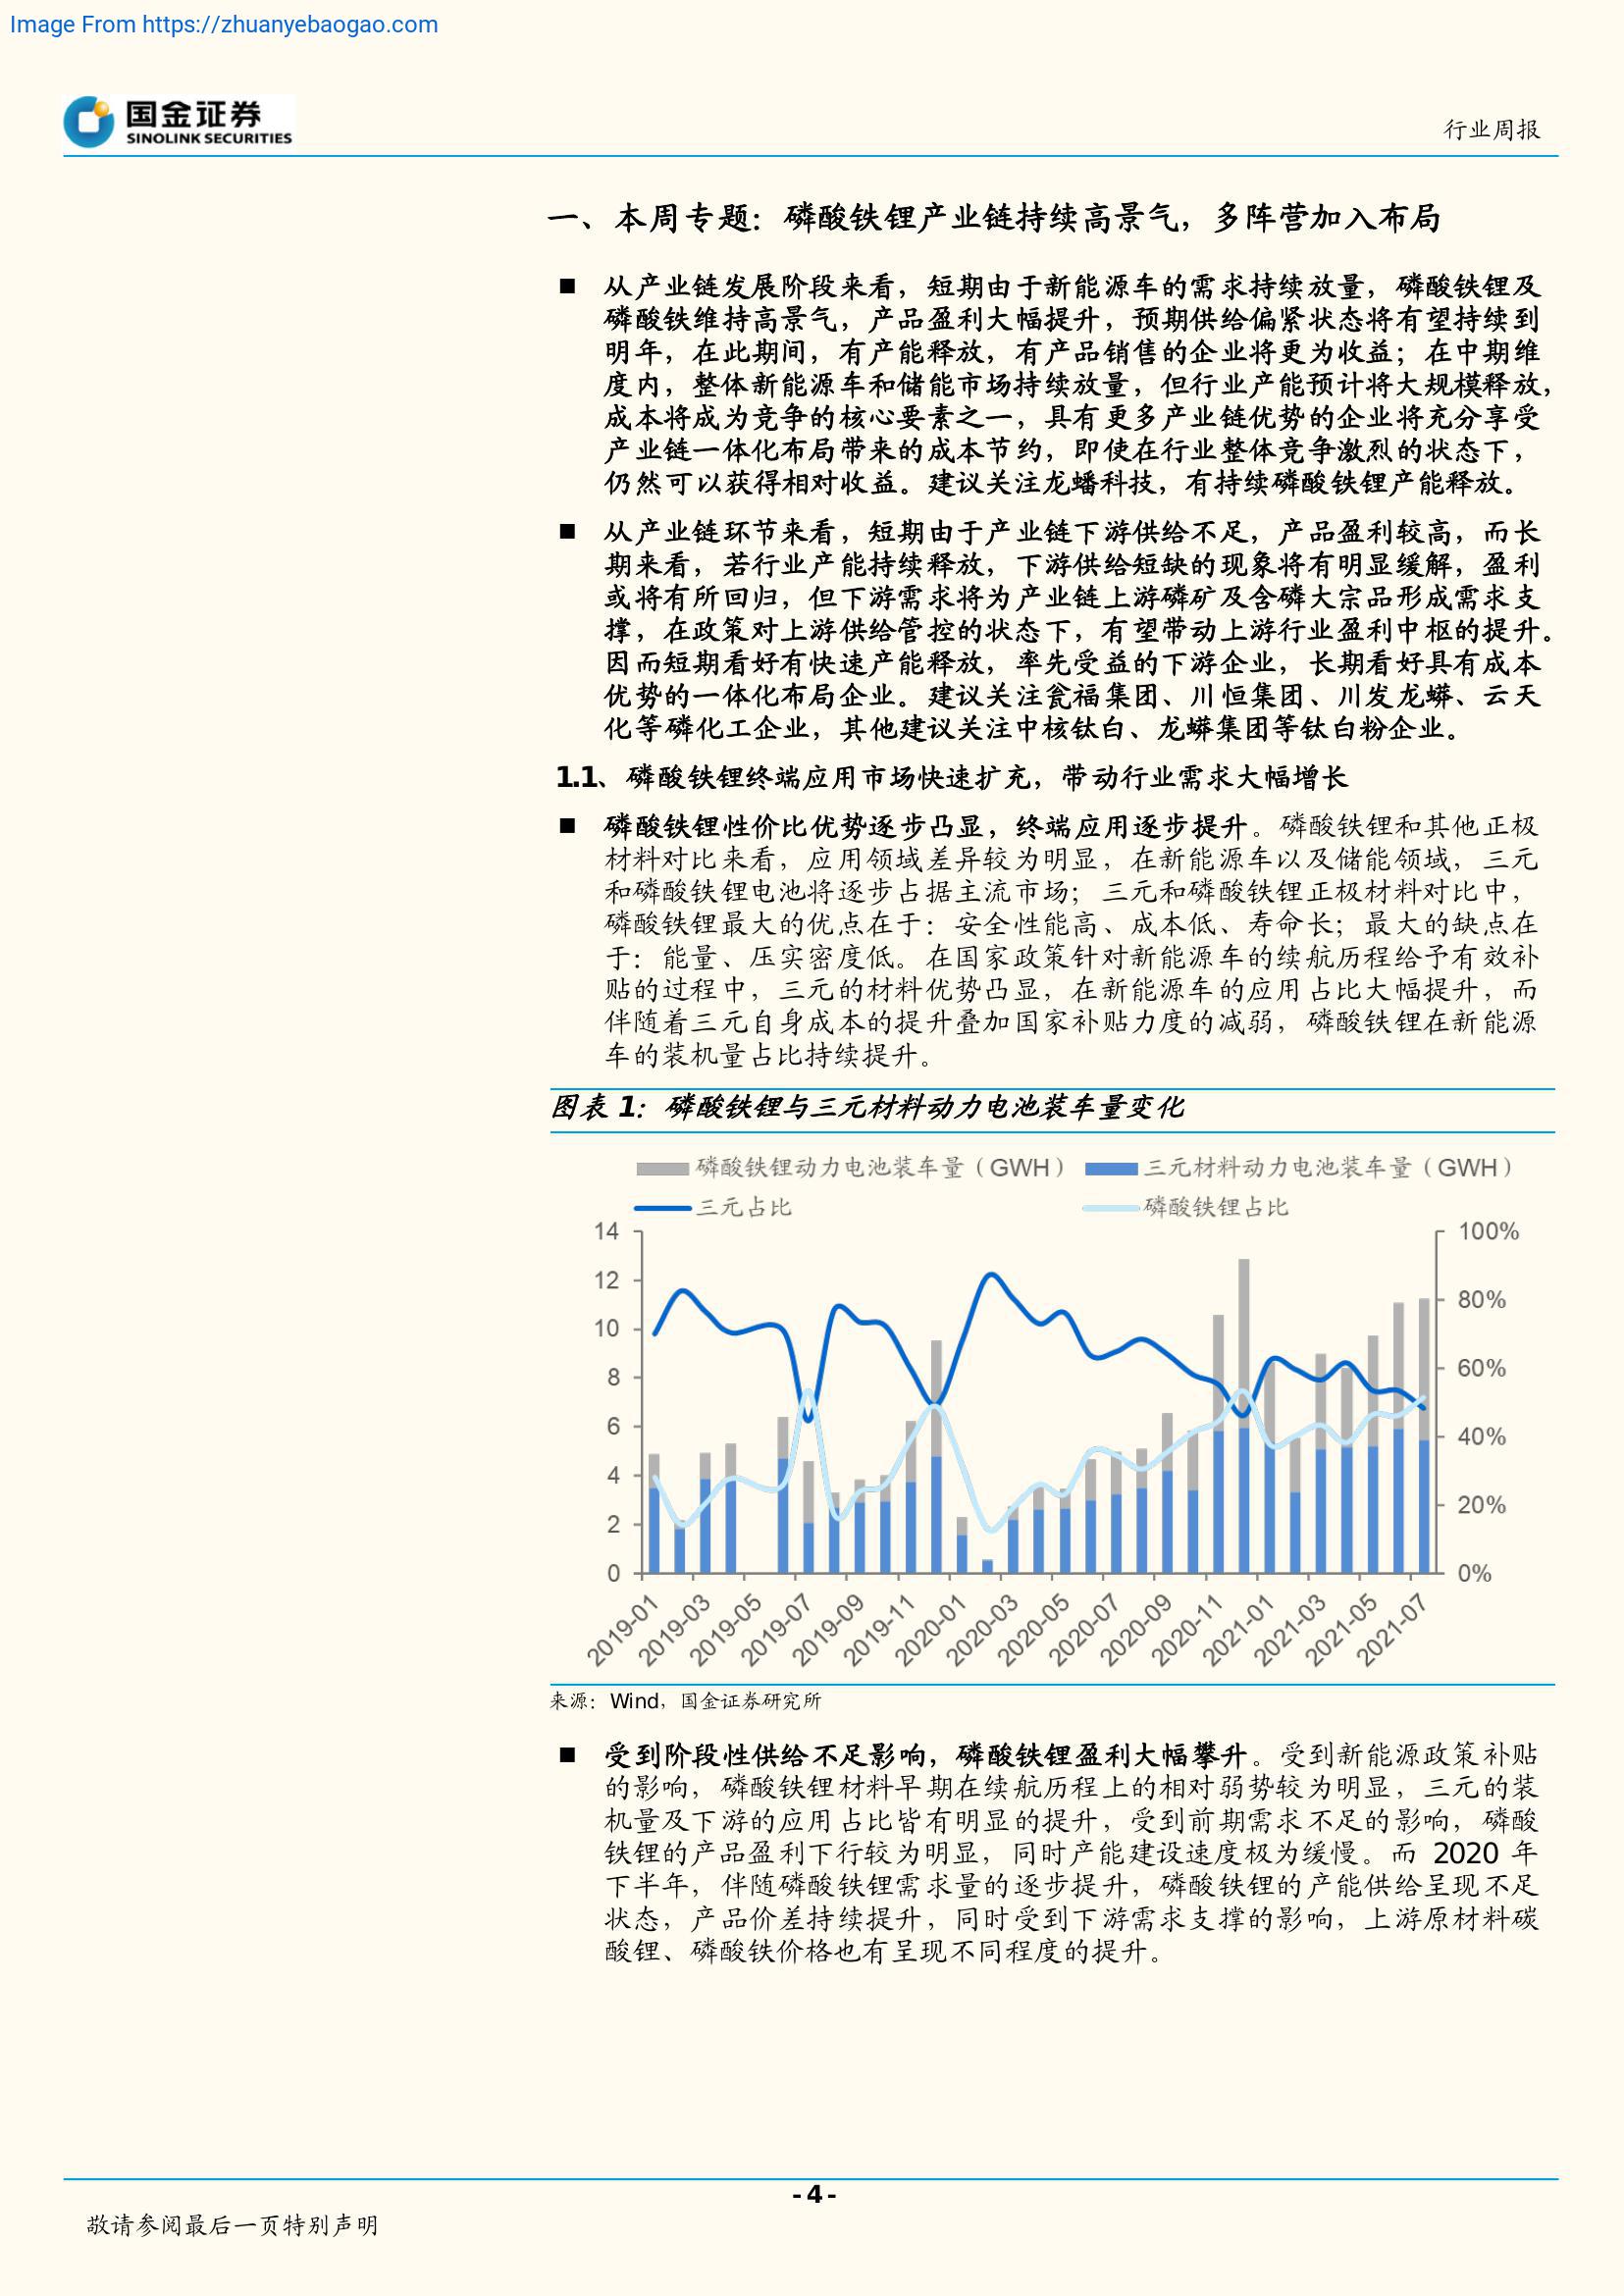 Image From https://zhuanyebaogao.com
国金证券
SINOLINK SECURITIES
行业周报
一、本周专题：磷酸铁锂产业链持续高景气，多阵营加入布局
■ 从产业链发展阶段来看，短期由于新能源车的需求持续放量，磷酸铁锂及
磷酸铁维持高景气，产品盈利大幅提升，预期供给偏紧状态将有望持续到
明年，在此期间，有产能释放，有产品销售的企业将更为收益；在中期维
度内，整体新能源车和储能市场持续放量，但行业产能预计将大规模释放，
成本将成为竞争的核心要素之一，具有更多产业链优势的企业将充分享受
产业链一体化布局带来的成本节约，即使在行业整体竞争激烈的状态下，
仍然可以获得相对收益。建议关注龙蟠科技，有持续磷酸铁锂产能释放。
■ 从产业链环节来看，短期由于产业链下游供给不足，产品盈利较高，而长
期来看，若行业产能持续释放，下游供给短缺的现象将有明显缓解，盈利
或将有所回归，但下游需求将为产业链上游磷矿及含磷大宗品形成需求支
撑，在政策对上游供给管控的状态下，有望带动上游行业盈利中枢的提升。
因而短期看好有快速产能释放，率先受益的下游企业，长期看好具有成本
优势的一体化布局企业。建议关注瓮福集团、川恒集团、川发龙蟒、云天
化等磷化工企业，其他建议关注中核钛白、龙蟒集团等钛白粉企业。
1.1、磷酸铁锂终端应用市场快速扩充，带动行业需求大幅增长
■ 磷酸铁锂性价比优势逐步凸显，终端应用逐步提升。磷酸铁锂和其他正极
材料对比来看，应用领域差异较为明显，在新能源车以及储能领域，三元
和磷酸铁锂电池将逐步占据主流市场；三元和磷酸铁锂正极材料对比中，
磷酸铁锂最大的优点在于：安全性能高、成本低、寿命长；最大的缺点在
于：能量、压实密度低。在国家政策针对新能源车的续航历程给予有效补
贴的过程中，三元的材料优势凸显，在新能源车的应用占比大幅提升，而
伴随着三元自身成本的提升叠加国家补贴力度的减弱，磷酸铁锂在新能源
车的装机量占比持续提升。
图表 1：磷酸铁锂与三元材料动力电池装车量变化
磷酸铁锂动力电池装车量（GWH） 三元材料动力电池装车量（GWH）
三元占比 磷酸铁锂占比
14 100%
12
80%
10
8 60%
6
40%
4
20%
2
0 0%
2019-01 2019-03 2019-05 2019-07 2019-09 2019-11 2020-01 2020-03 2020-05 2020-07 2020-09 2020-11 2021-01 2021-03 2021-05 2021-07
来源：Wind，国金证券研究所
■ 受到阶段性供给不足影响，磷酸铁锂盈利大幅攀升。受到新能源政策补贴
的影响，磷酸铁锂材料早期在续航历程上的相对弱势较为明显，三元的装
机量及下游的应用占比皆有明显的提升，受到前期需求不足的影响，磷酸
铁锂的产品盈利下行较为明显，同时产能建设速度极为缓慢。而 2020 年
下半年，伴随磷酸铁锂需求量的逐步提升，磷酸铁锂的产能供给呈现不足
状态，产品价差持续提升，同时受到下游需求支撑的影响，上游原材料碳
酸锂、磷酸铁价格也有呈现不同程度的提升。
- 4 -
敬请参阅最后一页特别声明